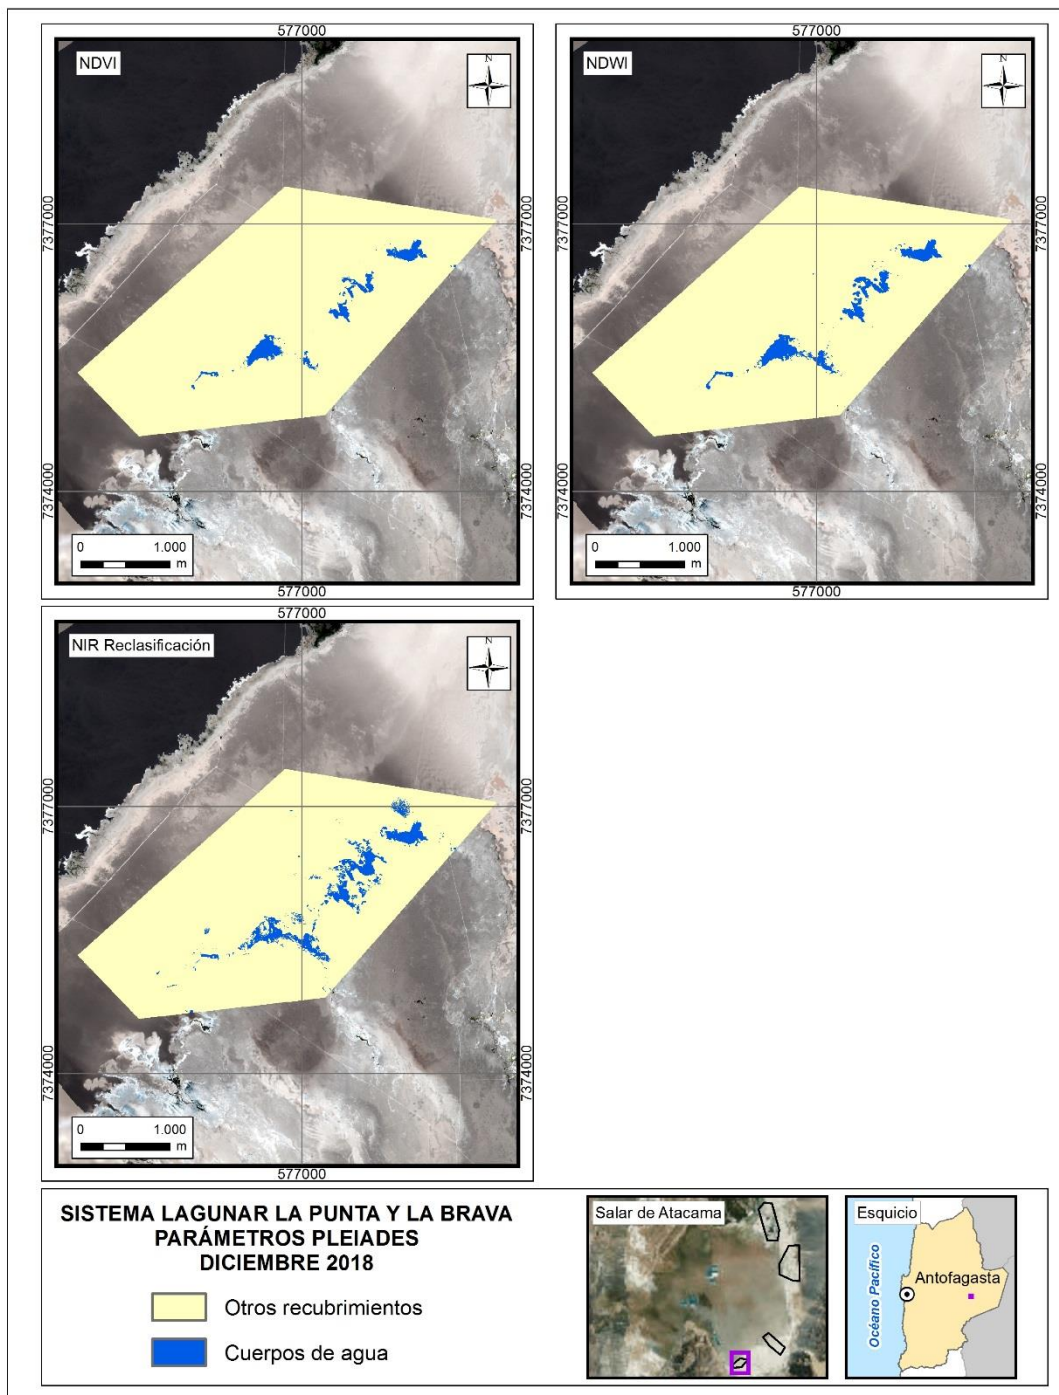 577000
577000
NDVI
N
NDWI
N
7377000
7377000
7377000
7377000
7374000
7374000
7374000
7374000
0 1.000
m
0 1.000
m
577000
577000
577000
NIR Reclasificación
N
7377000
7377000
7374000
7374000
0 1.000
m
577000
SISTEMA LAGUNAR LA PUNTA Y LA BRAVA
PARÁMETROS PLEIADES
DICIEMBRE 2018
Otros recubrimientos
Cuerpos de agua
Salar de Atacama
Esquicio
Océano Pacífico
Antofagasta